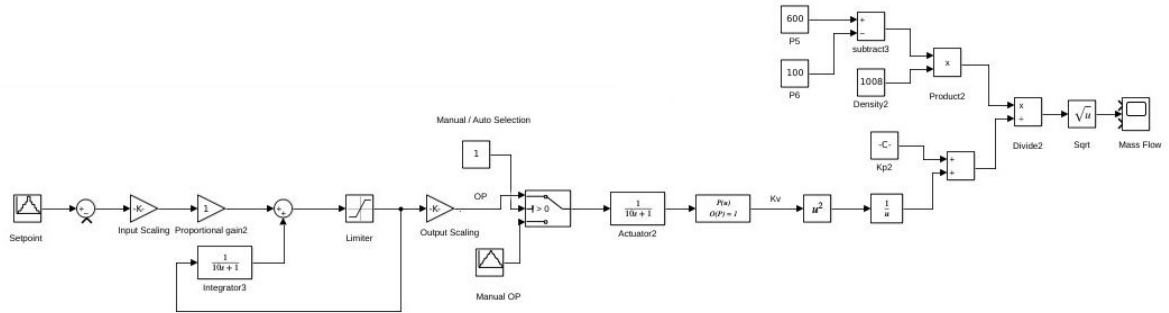 600
+
−
P5
subtract3
100
P6
x
1008
Density2
Product2
x
÷
√u
Divide2
Sqrt
Mass Flow
Manual / Auto Selection
1
-C-
Kp2
+
+
OP
+
−
-K-
1
+
+
-K-
> 0
1
10s + 1
P(u)
O(P) = 1
Kv
u²
1
u
Setpoint
Input Scaling
Proportional gain2
Limiter
Output Scaling
Actuator2
1
10s + 1
Integrator3
Manual OP